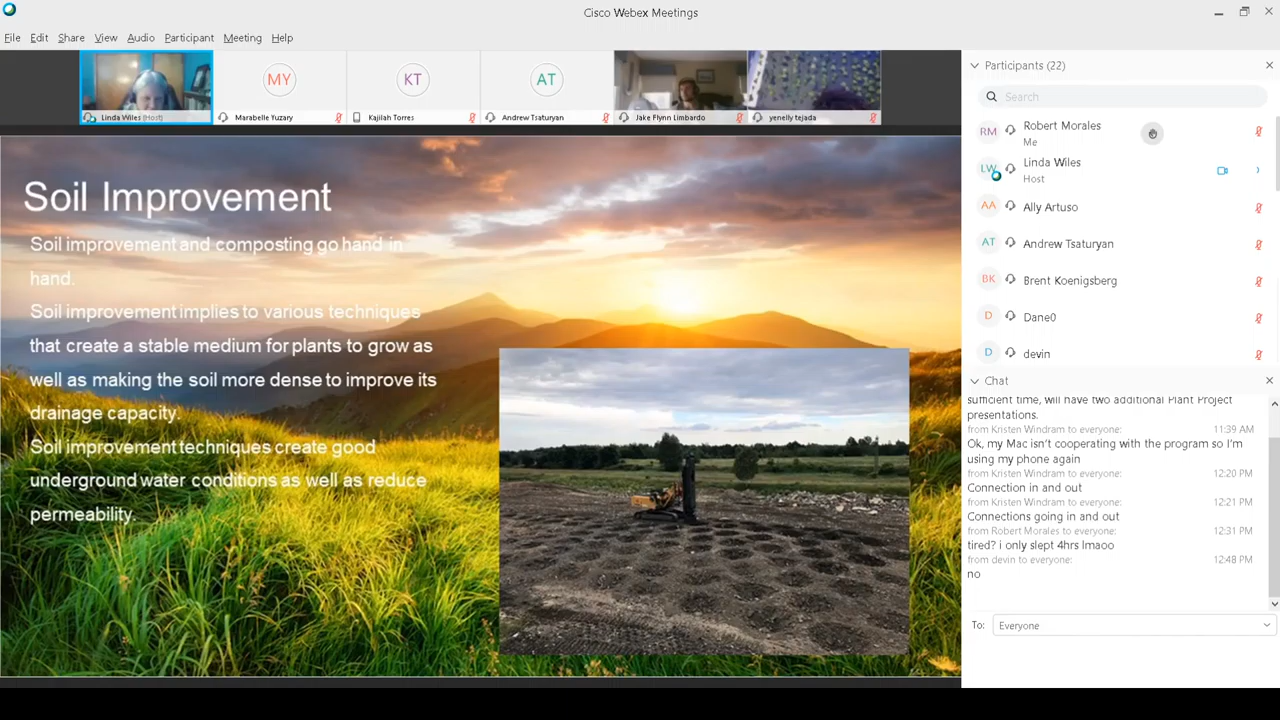 Cisco Webex Meetings
File Edit Share View Audio Participant Meeting Help
Linda Wiles (Host)
MY
Marabelle Yuzary
KT
Kajilah Torres
AT
Andrew Tsaturyan
Jake Flynn Limbardo
yenelly tejada
Soil Improvement
Soil improvement and composting go hand in
hand.
Soil improvement implies to various techniques
that create a stable medium for plants to grow as
well as making the soil more dense to improve its
drainage capacity.
Soil improvement techniques create good
underground water conditions as well as reduce
permeability.
Participants (22)
Search
RM Robert Morales
Me
LW Linda Wiles
Host
AA Ally Artuso
AT Andrew Tsaturyan
BK Brent Koenigsberg
D Dane0
D devin
Chat
sufficient time, will have two additional Plant Project
presentations.
from Kristen Windram to everyone: 11:39 AM
Ok, my Mac isn't cooperating with the program so I'm
using my phone again
from Kristen Windram to everyone: 12:20 PM
Connection in and out
from Kristen Windram to everyone: 12:21 PM
Connections going in and out
from Robert Morales to everyone: 12:31 PM
tired? i only slept 4hrs lmaoo
from devin to everyone: 12:48 PM
no
To: Everyone